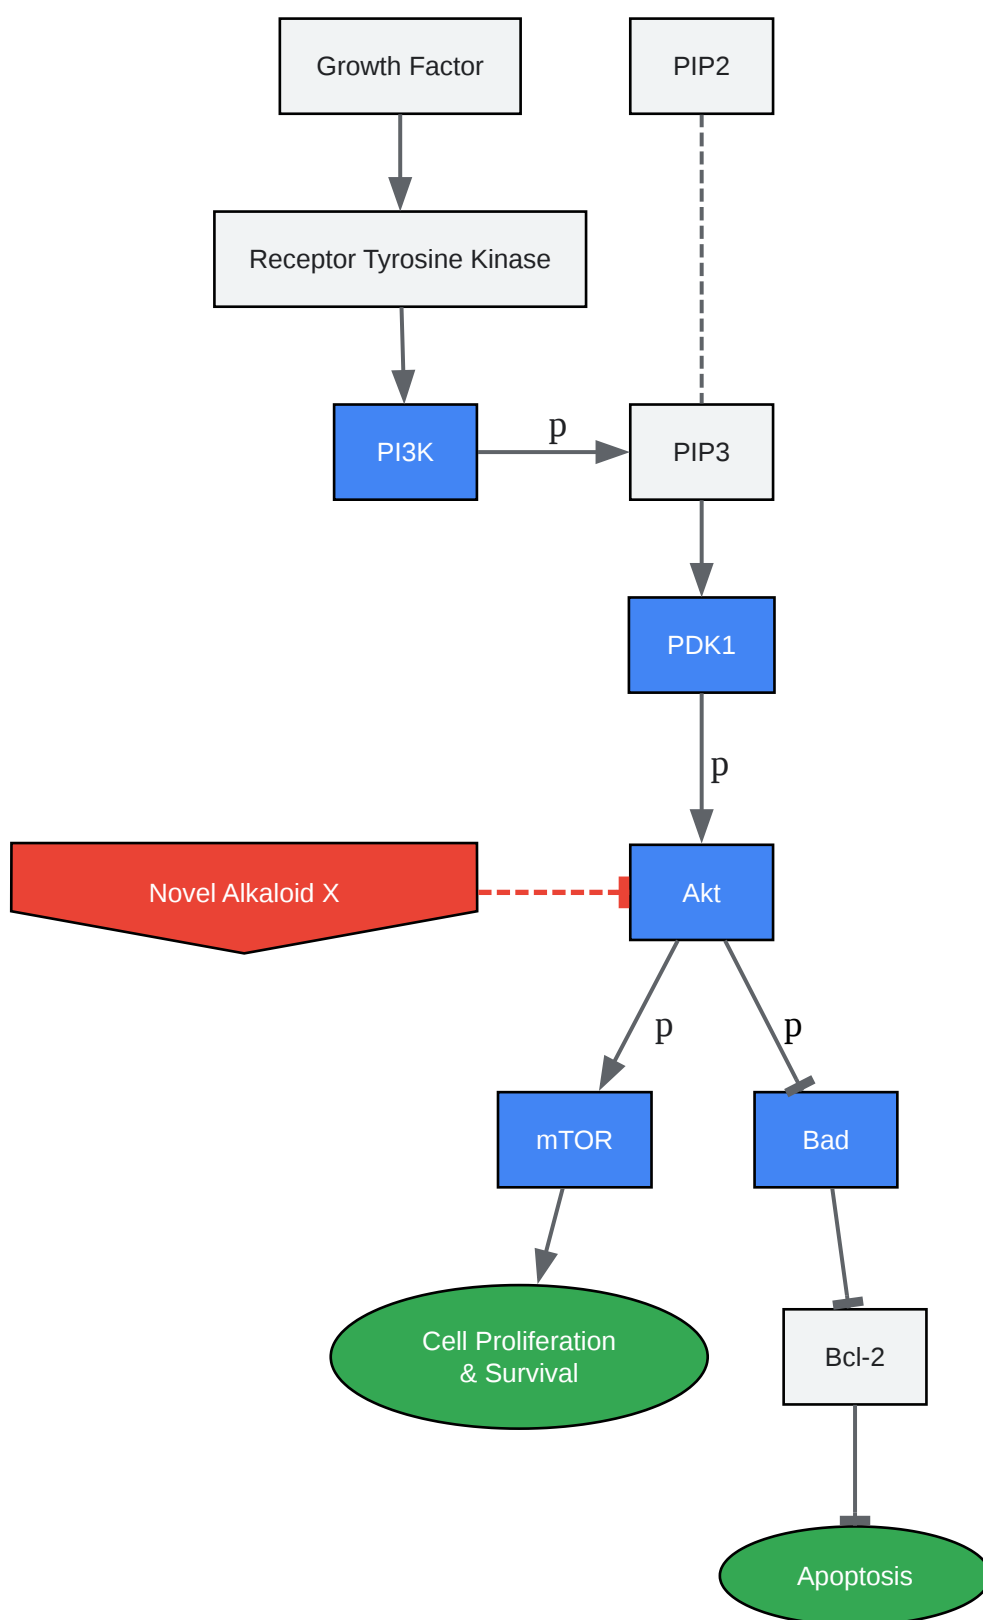 Growth Factor
PIP2
Receptor Tyrosine Kinase
PI3K
p
PIP3
PDK1
p
Novel Alkaloid X
Akt
p
p
mTOR
Bad
Cell Proliferation
& Survival
Bcl-2
Apoptosis